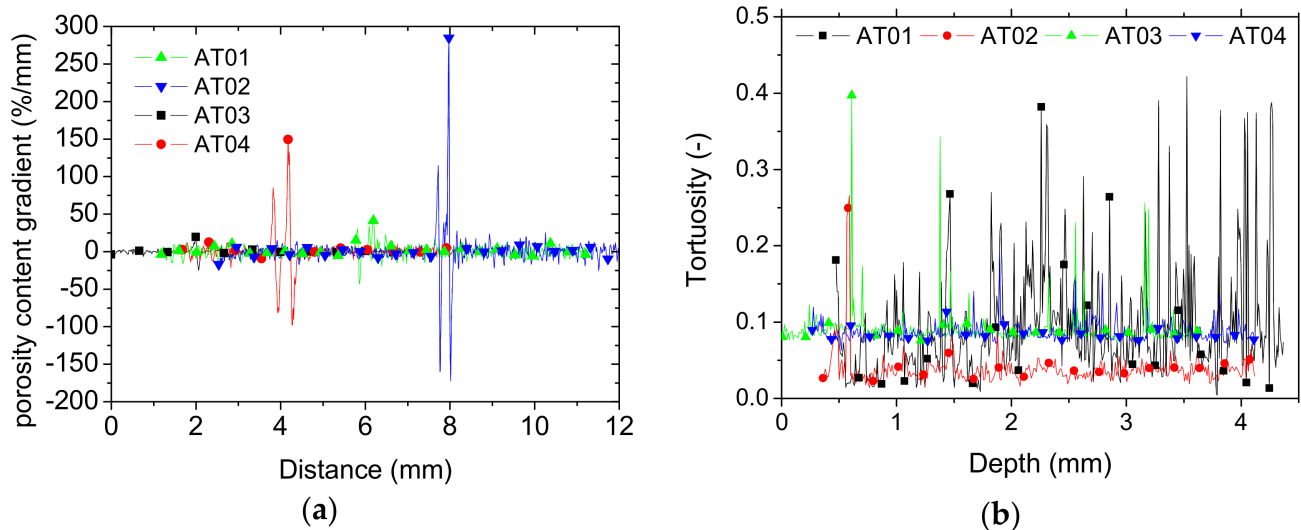 300
250
200
150
100
50
0
-50
-100
-150
-200
porosity content gradient (%/mm)
AT01
AT02
AT03
AT04
0 2 4 6 8 10 12
Distance (mm)
(a)
0.5
0.4
0.3
0.2
0.1
0.0
Tortuosity (-)
AT01 AT02 AT03 AT04
0 1 2 3 4
Depth (mm)
(b)